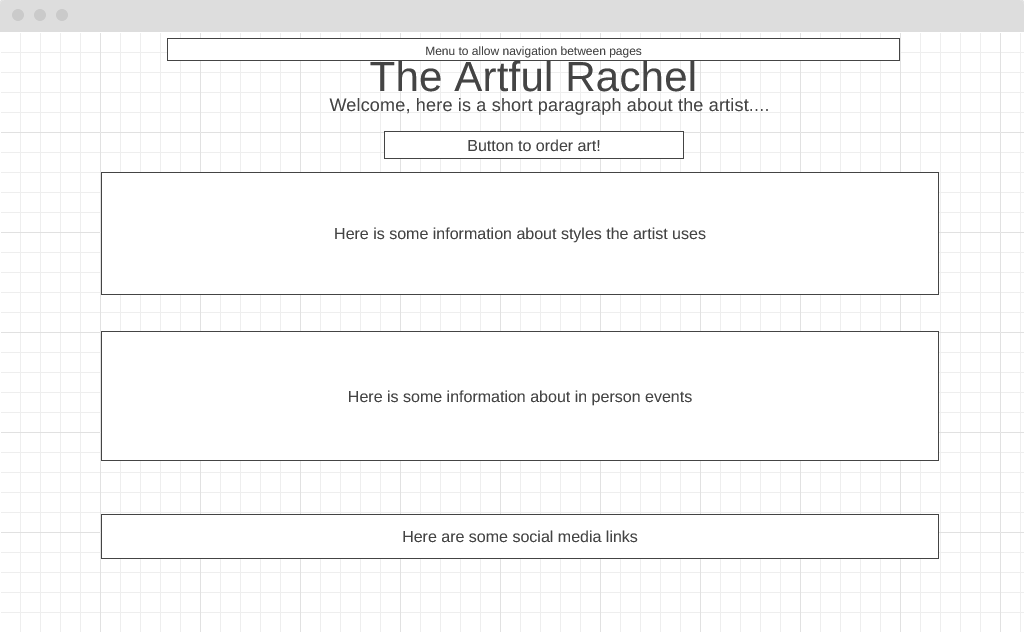 Menu to allow navigation between pages
The Artful Rachel
Welcome, here is a short paragraph about the artist....
Button to order art!
Here is some information about styles the artist uses
Here is some information about in person events
Here are some social media links